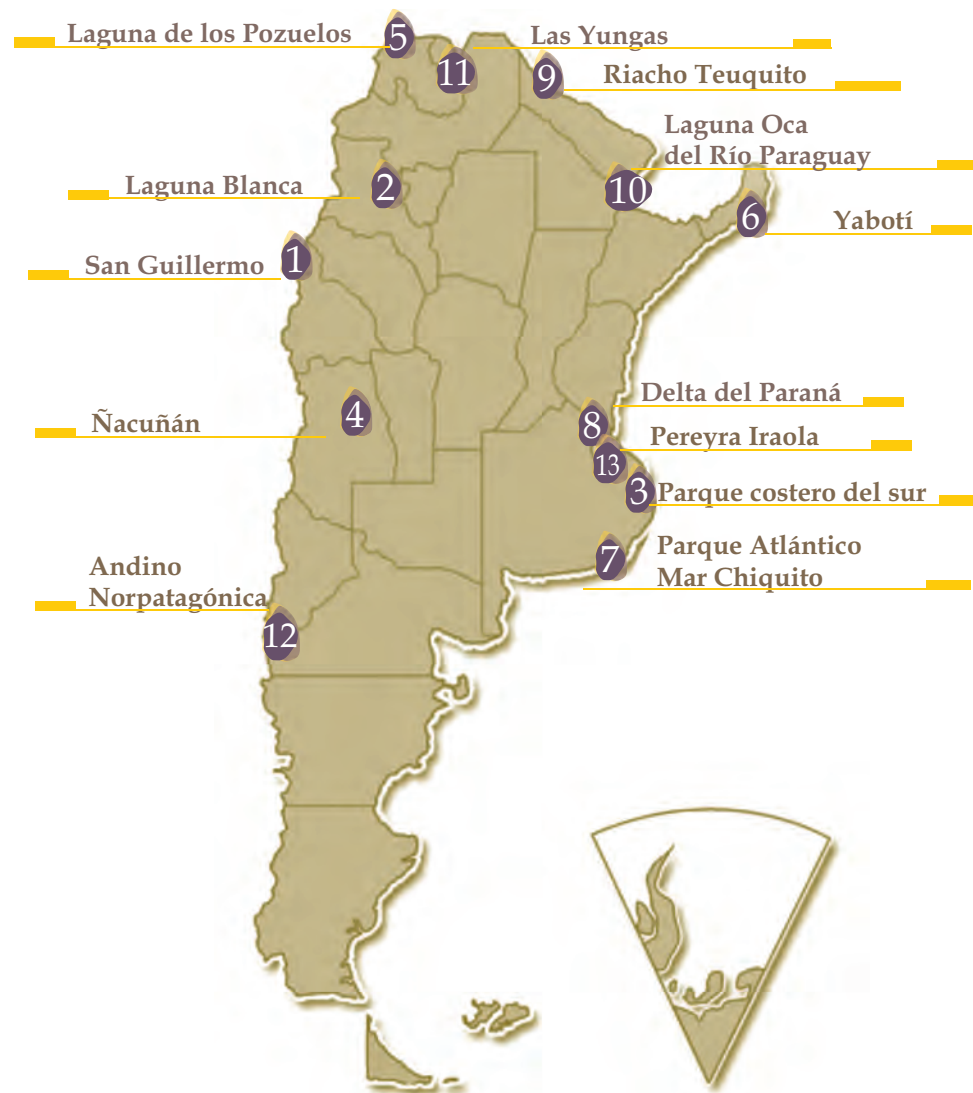 Laguna de los Pozuelos
5
Las Yungas
11
9
Riacho Teuquito
Laguna Oca
del Río Paraguay
10
Laguna Blanca
2
6
Yabotí
San Guillermo
1
Ñacuñán
4
Delta del Paraná
8
Pereyra Iraola
13
3
Parque costero del sur
7
Parque Atlántico
Mar Chiquito
Andino
Norpatagónica
12